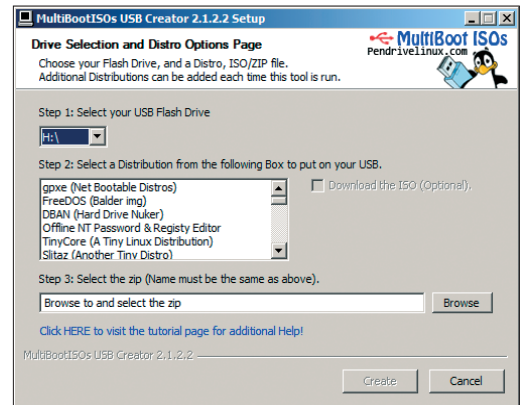 MultiBootISOs USB Creator 2.1.2.2 Setup
Drive Selection and Distro Options Page
Choose your Flash Drive, and a Distro, ISO/ZIP file.
Additional Distributions can be added each time this tool is run.
MultiBoot ISOs
Pendrivelinux.com
Step 1: Select your USB Flash Drive
H:\
Step 2: Select a Distribution from the following Box to put on your USB.
gpxe (Net Bootable Distros)
FreeDOS (Balder img)
DBAN (Hard Drive Nuker)
Offline NT Password & Registy Editor
TinyCore (A Tiny Linux Distribution)
Slitaz (Another Tiny Distro)
Download the ISO (Optional).
Step 3: Select the zip (Name must be the same as above).
Browse to and select the zip
Browse
Click HERE to visit the tutorial page for additional Help!
MultiBootISOs USB Creator 2.1.2.2
Create
Cancel